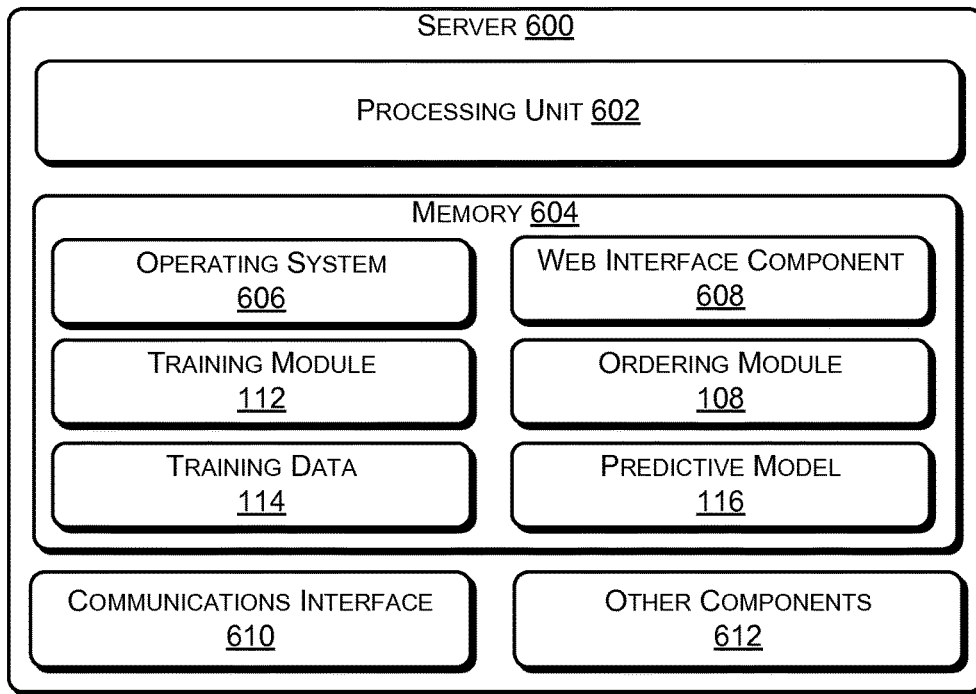 SERVER 600
PROCESSING UNIT 602
MEMORY 604
OPERATING SYSTEM
606
WEB INTERFACE COMPONENT
608
TRAINING MODULE
112
ORDERING MODULE
108
TRAINING DATA
114
PREDICTIVE MODEL
116
COMMUNICATIONS INTERFACE
610
OTHER COMPONENTS
612